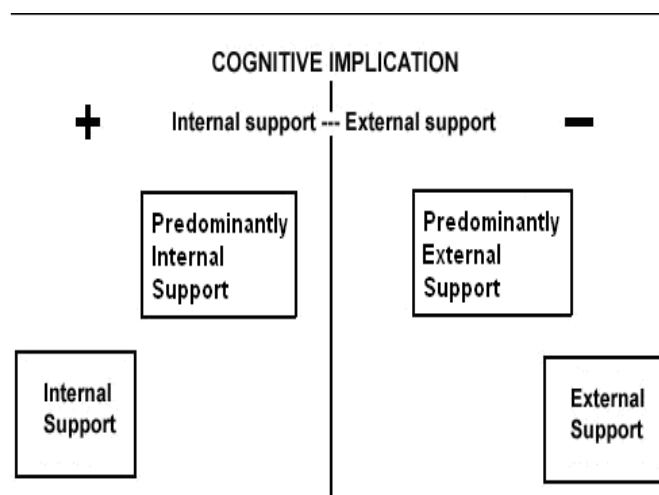 COGNITIVE IMPLICATION
+ Internal support --- External support −
Predominantly
Internal
Support
Predominantly
External
Support
Internal
Support
External
Support